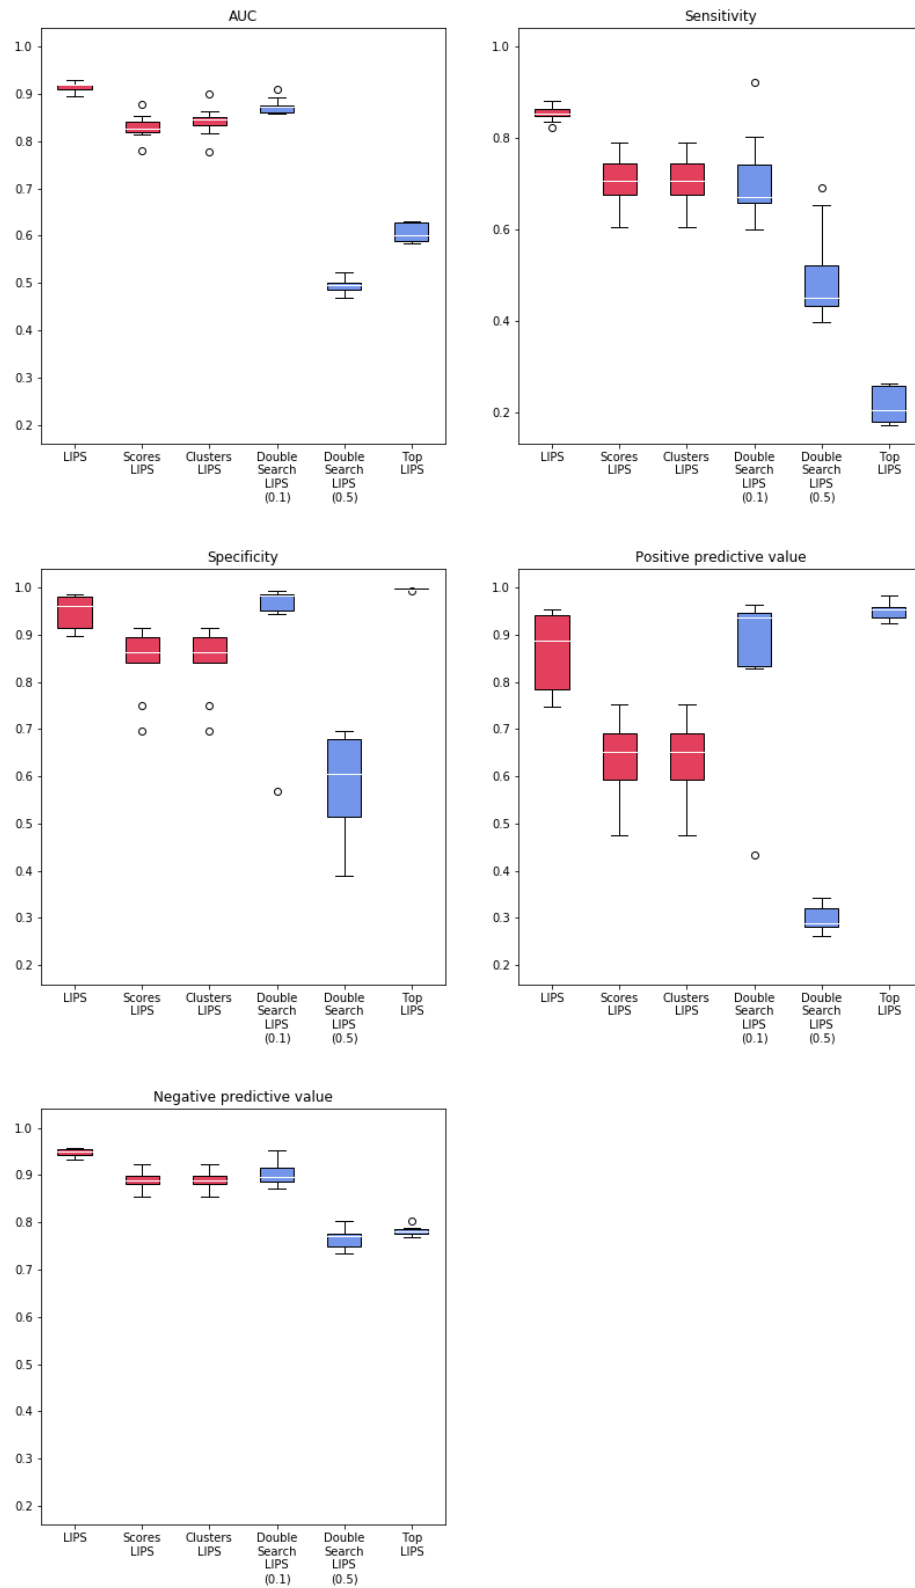 AUC
1.0
0.9
0.8
0.7
0.6
0.5
0.4
0.3
0.2
LIPS
Scores
LIPS
Clusters
LIPS
Double
Search
LIPS
(0.1)
Double
Search
LIPS
(0.5)
Top
LIPS
Sensitivity
1.0
0.8
0.6
0.4
0.2
LIPS
Scores
LIPS
Clusters
LIPS
Double
Search
LIPS
(0.1)
Double
Search
LIPS
(0.5)
Top
LIPS
Specificity
1.0
0.9
0.8
0.7
0.6
0.5
0.4
0.3
0.2
LIPS
Scores
LIPS
Clusters
LIPS
Double
Search
LIPS
(0.1)
Double
Search
LIPS
(0.5)
Top
LIPS
Positive predictive value
1.0
0.9
0.8
0.7
0.6
0.5
0.4
0.3
0.2
LIPS
Scores
LIPS
Clusters
LIPS
Double
Search
LIPS
(0.1)
Double
Search
LIPS
(0.5)
Top
LIPS
Negative predictive value
1.0
0.9
0.8
0.7
0.6
0.5
0.4
0.3
0.2
LIPS
Scores
LIPS
Clusters
LIPS
Double
Search
LIPS
(0.1)
Double
Search
LIPS
(0.5)
Top
LIPS